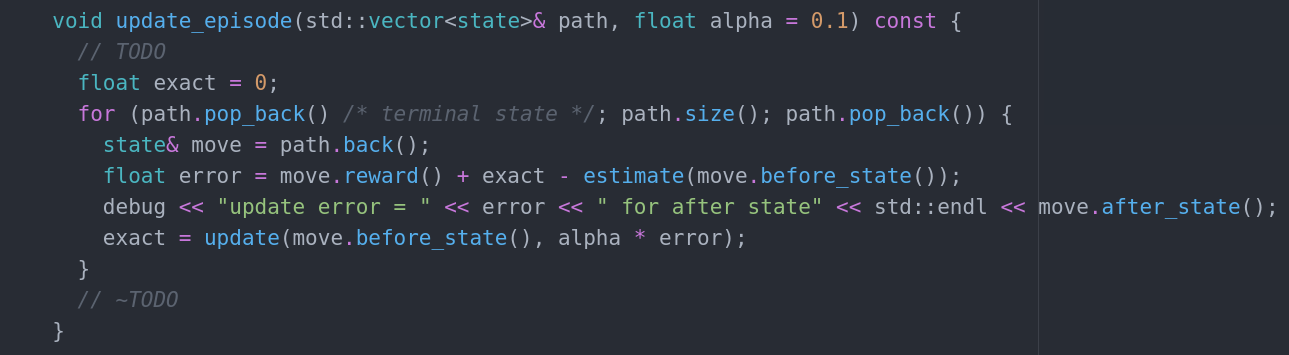 void update_episode(std::vector<state>& path, float alpha = 0.1) const {
// TODO
float exact = 0;
for (path.pop_back() /* terminal state */; path.size(); path.pop_back()) {
state& move = path.back();
float error = move.reward() + exact - estimate(move.before_state());
debug << "update error = " << error << " for after state" << std::endl << move.after_state();
exact = update(move.before_state(), alpha * error);
}
// ~TODO
}